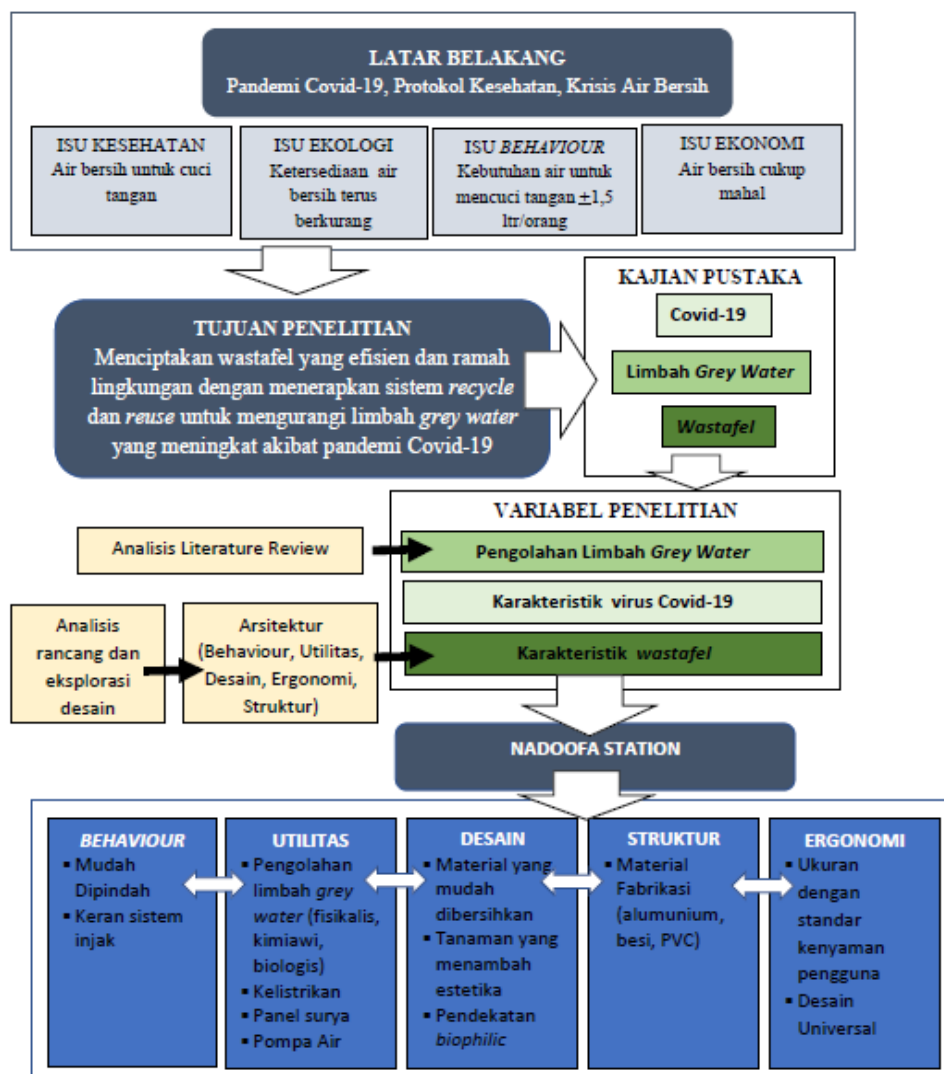 LATAR BELAKANG
Pandemi Covid-19, Protokol Kesehatan, Krisis Air Bersih
ISU KESEHATAN
Air bersih untuk cuci
tangan
ISU EKOLOGI
Ketersediaan air
bersih terus
berkurang
ISU BEHAVIOUR
Kebutuhan air untuk
mencuci tangan ±1,5
ltr/orang
ISU EKONOMI
Air bersih cukup
mahal
TUJUAN PENELITIAN
Menciptakan wastafel yang efisien dan ramah
lingkungan dengan menerapkan sistem recycle
dan reuse untuk mengurangi limbah grey water
yang meningkat akibat pandemi Covid-19
KAJIAN PUSTAKA
Covid-19
Limbah Grey Water
Wastafel
VARIABEL PENELITIAN
Analisis Literature Review
Pengolahan Limbah Grey Water
Karakteristik virus Covid-19
Karakteristik wastafel
Analisis
rancang dan
eksplorasi
desain
Arsitektur
(Behaviour, Utilitas,
Desain, Ergonomi,
Struktur)
NADOOFA STATION
BEHAVIOUR
▪ Mudah
Dipindah
▪ Keran sistem
injak
UTILITAS
▪ Pengolahan
limbah grey
water (fisikalis,
kimiawi,
biologis)
▪ Kelistrikan
▪ Panel surya
▪ Pompa Air
DESAIN
▪ Material yang
mudah
dibersihkan
▪ Tanaman yang
menambah
estetika
▪ Pendekatan
biophilic
STRUKTUR
▪ Material
Fabrikasi
(alumunium,
besi, PVC)
ERGONOMI
▪ Ukuran
dengan
standar
kenyaman
pengguna
▪ Desain
Universal